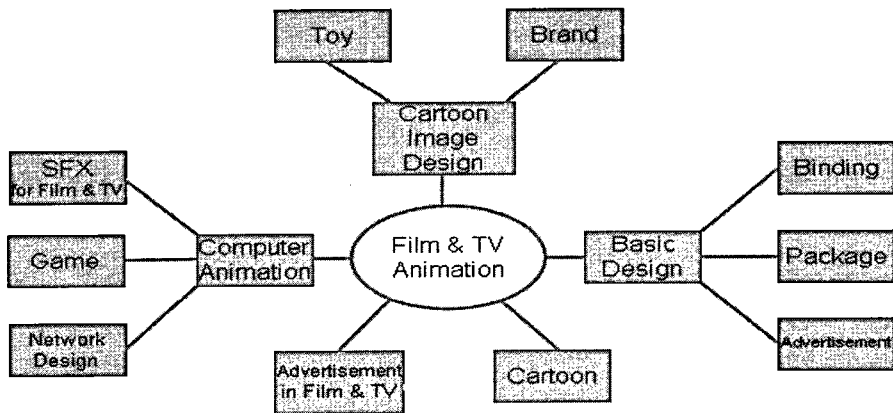 Toy
Brand
Cartoon
Image
Design
SFX
for Film & TV
Binding
Game
Computer
Animation
Film & TV
Animation
Basic
Design
Package
Network
Design
Advertisement
in Film & TV
Cartoon
Advertisement